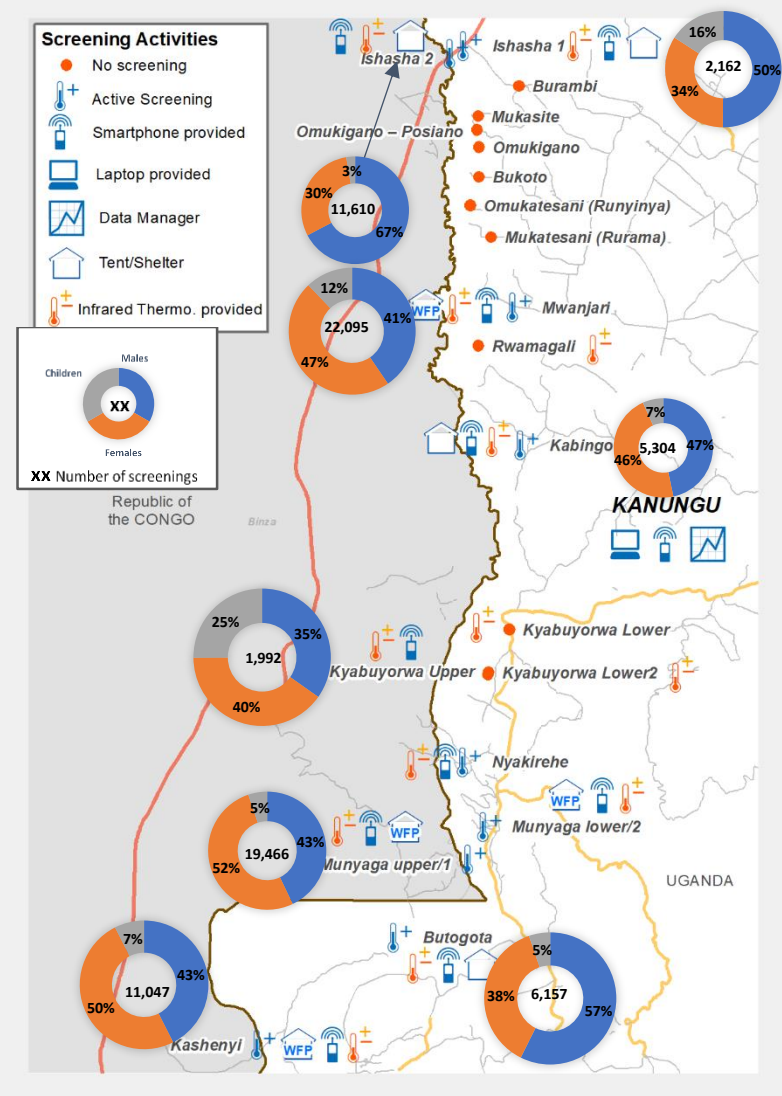 Screening Activities
No screening
Active Screening
Smartphone provided
Laptop provided
Data Manager
Tent/Shelter
Infrared Thermo. provided
Males
Children
XX
Females
XX Number of screenings
Republic of
the CONGO
Binza
Ishasha 2
Ishasha 1
16%
2,162
50%
34%
Burambi
Mukasite
Omukigano – Posiano
Omukigano
Bukoto
Omukatesani (Runyinya)
Mukatesani (Rurama)
3%
30%
11,610
67%
12%
41%
22,095
47%
WFP
Mwanjari
Rwamagali
Kabingo
7%
5,304
47%
46%
KANUNGU
Kyabuyorwa Lower
Kyabuyorwa Upper
Kyabuyorwa Lower2
25%
35%
1,992
40%
Nyakirehe
WFP
Munyaga lower/2
5%
43%
19,466
52%
WFP
Munyaga upper/1
UGANDA
Butogota
7%
43%
11,047
50%
5%
38%
6,157
57%
Kashenyi
WFP